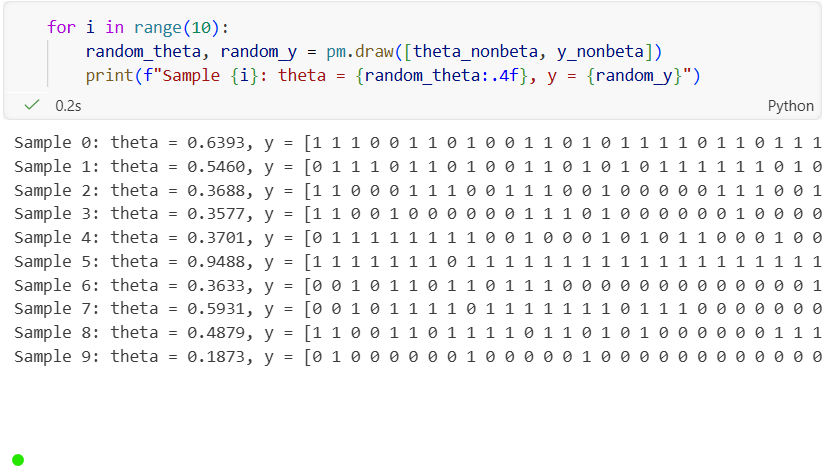 for i in range(10):
    random_theta, random_y = pm.draw([theta_nonbeta, y_nonbeta])
    print(f"Sample {i}: theta = {random_theta:.4f}, y = {random_y}")
0.2s
Python
Sample 0: theta = 0.6393, y = [1 1 1 0 0 1 1 0 1 0 0 1 1 0 1 0 1 1 1 1 0 1 1 0 1 1 1
Sample 1: theta = 0.5460, y = [0 1 1 1 0 1 1 0 1 0 0 1 1 0 1 0 1 0 1 1 1 1 1 1 0 1 0
Sample 2: theta = 0.3688, y = [1 1 0 0 0 1 1 1 0 0 1 1 1 0 0 1 0 0 0 0 0 1 1 1 0 0 1
Sample 3: theta = 0.3577, y = [1 1 0 0 1 0 0 0 0 0 0 1 1 1 0 1 0 0 0 0 0 0 1 0 0 0 0
Sample 4: theta = 0.3701, y = [0 1 1 1 1 1 1 1 1 0 0 1 0 0 0 1 0 1 0 1 1 0 0 0 1 0 0
Sample 5: theta = 0.9488, y = [1 1 1 1 1 1 1 0 1 1 1 1 1 1 1 1 1 1 1 1 1 1 1 1 1 1 1
Sample 6: theta = 0.3633, y = [0 0 1 0 1 1 0 1 1 0 1 1 1 0 0 0 0 0 0 0 0 0 0 0 0 0 1
Sample 7: theta = 0.5931, y = [0 0 1 0 1 1 1 1 0 1 1 1 1 1 1 1 0 1 1 1 0 0 0 0 0 0 0
Sample 8: theta = 0.4879, y = [1 1 0 0 1 1 0 1 1 1 1 0 1 1 0 1 0 1 0 0 0 0 0 0 1 1 1
Sample 9: theta = 0.1873, y = [0 1 0 0 0 0 0 0 1 0 0 0 0 0 1 0 0 0 0 0 0 0 0 0 0 0 0